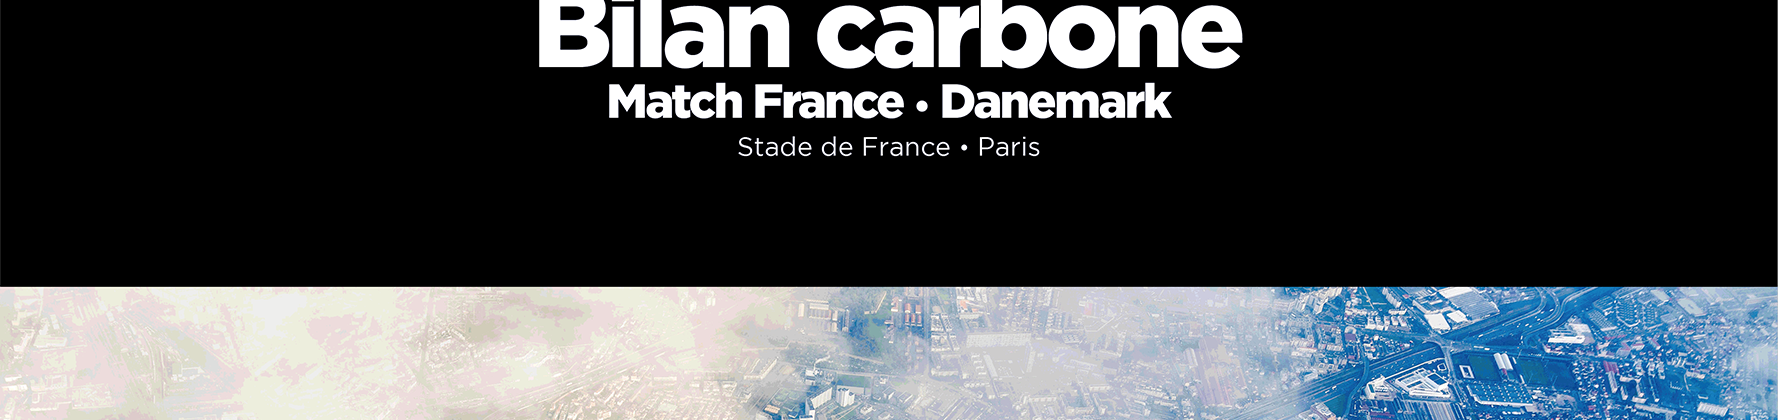 Bilan carbone
Match France • Danemark
Stade de France • Paris